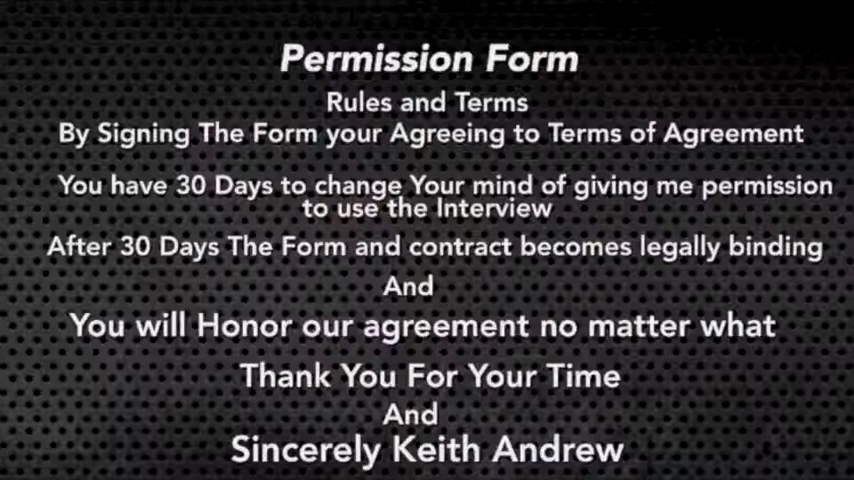 Permission Form
Rules and Terms
By Signing The Form your Agreeing to Terms of Agreement
You have 30 Days to change Your mind of giving me permission
to use the Interview
After 30 Days The Form and contract becomes legally binding
And
You will Honor our agreement no matter what
Thank You For Your Time
And
Sincerely Keith Andrew